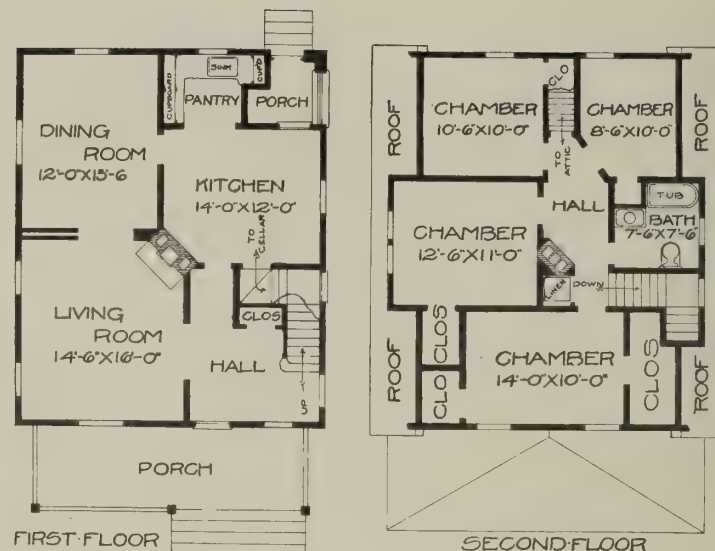 CUPBOARD
SINK
CUP'D
PANTRY
PORCH
DINING
ROOM
12'-0"X15'-6
KITCHEN
14'-0"X12'-0"
TO
CELLAR
LIVING
ROOM
14'-6"X16'-0"
CLOS
HALL
UP
PORCH
FIRST·FLOOR
ROOF
CHAMBER
10'-6"X10'-0"
CLO
CHAMBER
8'-6"X10'-0"
ROOF
TO
ATTIC
HALL
TUB
BATH
7'-6"X7'-6"
CHAMBER
12'-6"X11'-0"
LINEN
DOWN
CLOS
CHAMBER
14'-0"X10'-0"
CLO
CLOS
ROOF
ROOF
SECOND·FLOOR